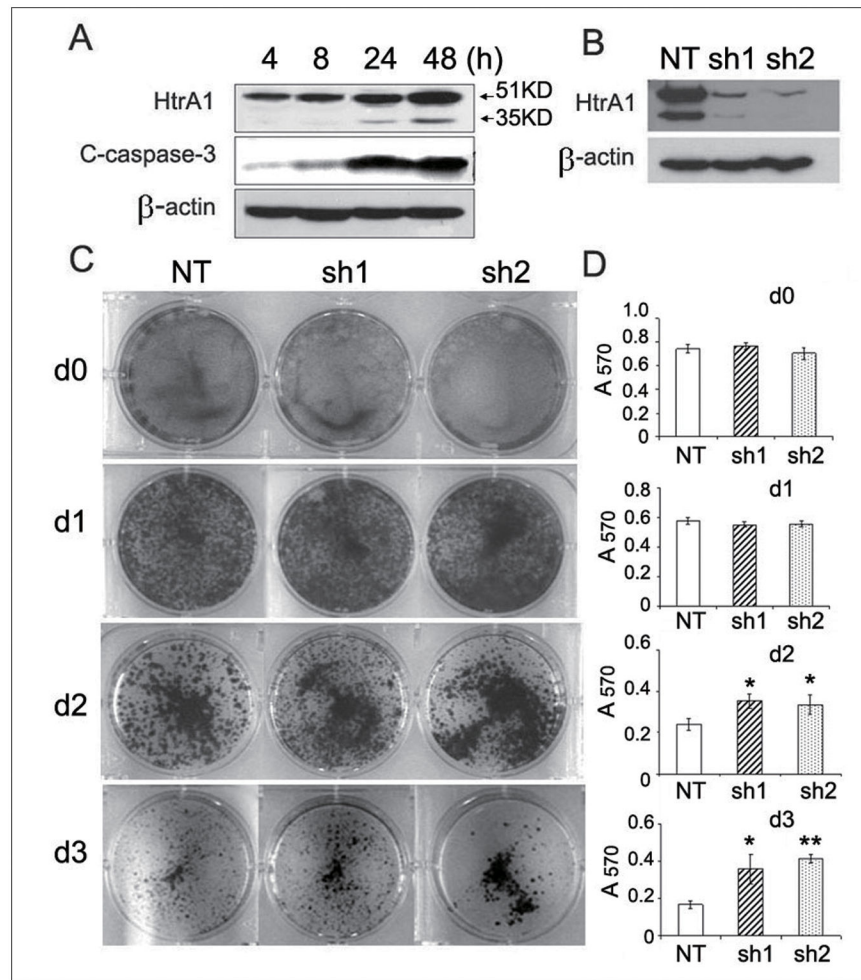 A
4 8 24 48 (h)
HtrA1
51KD
35KD
C-caspase-3
β-actin
B
NT sh1 sh2
HtrA1
β-actin
C
NT sh1 sh2
d0
d1
d2
d3
D
d0
A 570
1.0
0.8
0.6
0.4
0.2
0
NT sh1 sh2
d1
A 570
0.8
0.6
0.4
0.2
0
NT sh1 sh2
d2
A 570
0.6
0.4
0.2
0
* *
NT sh1 sh2
d3
A 570
0.6
0.4
0.2
0
* **
NT sh1 sh2